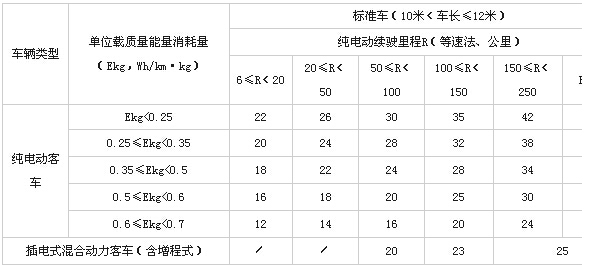 车辆类型 单位载质量能量消耗量 标准车(10米< 车长≤12米)
(Ekg,Wh/km·kg) 纯电动续驶里程R(等速法、公里)
6≤R<20 20≤R<50 50≤R<100 100≤R<150 150≤R<250
纯电动客车 Ekg<0.25 22 26 30 35 42
0.25≤Ekg<0.35 20 24 28 32 38
0.35≤Ekg<0.5 18 22 24 28 34
0.5≤Ekg<0.6 16 18 20 25 30
0.6≤Ekg<0.7 12 14 16 20 24
插电式混合动力客车(含增程式) / / 20 23 25